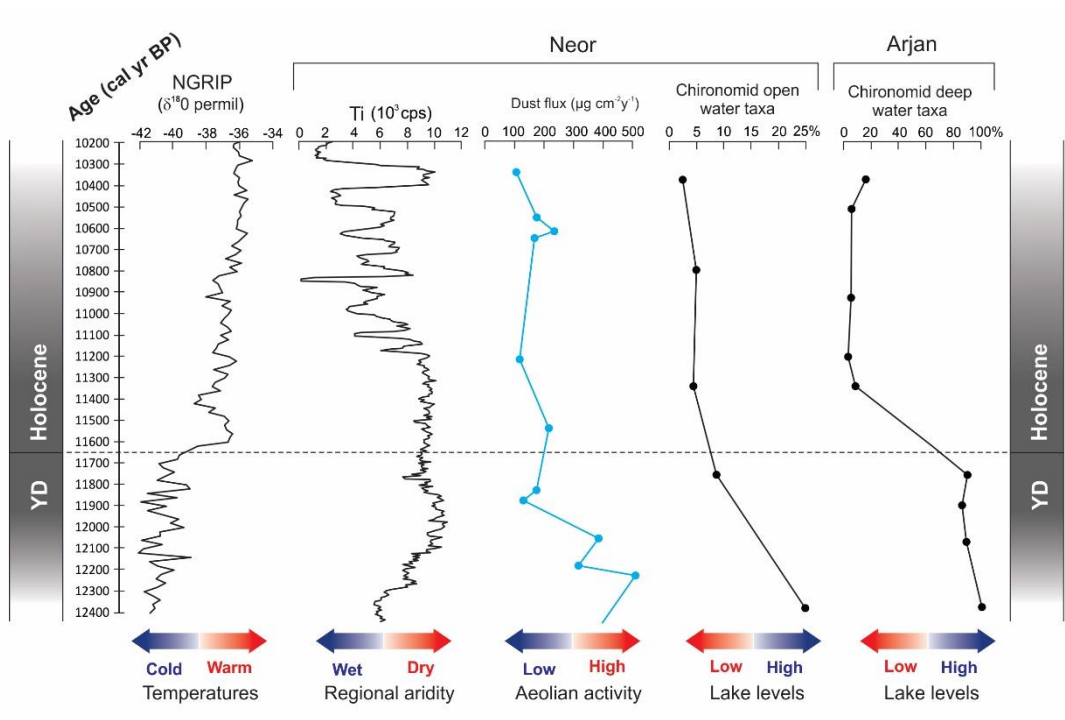 Neor
Arjan
Age (cal yr BP)
NGRIP
(δ¹⁸0 permil)
Ti (10³cps)
Dust flux (µg cm⁻²y⁻¹)
Chironomid open
water taxa
Chironomid deep
water taxa
-42 -40 -38 -36 -34
0 2 4 6 8 10 12
0 100 200 300 400 500
0 5 10 15 20 25%
0 20 40 60 80 100%
10200
10300
10400
10500
10600
10700
10800
10900
11000
11100
11200
11300
11400
11500
11600
11700
11800
11900
12000
12100
12200
12300
12400
Holocene
YD
Holocene
YD
Cold Warm
Temperatures
Wet Dry
Regional aridity
Low High
Aeolian activity
Low High
Lake levels
Low High
Lake levels